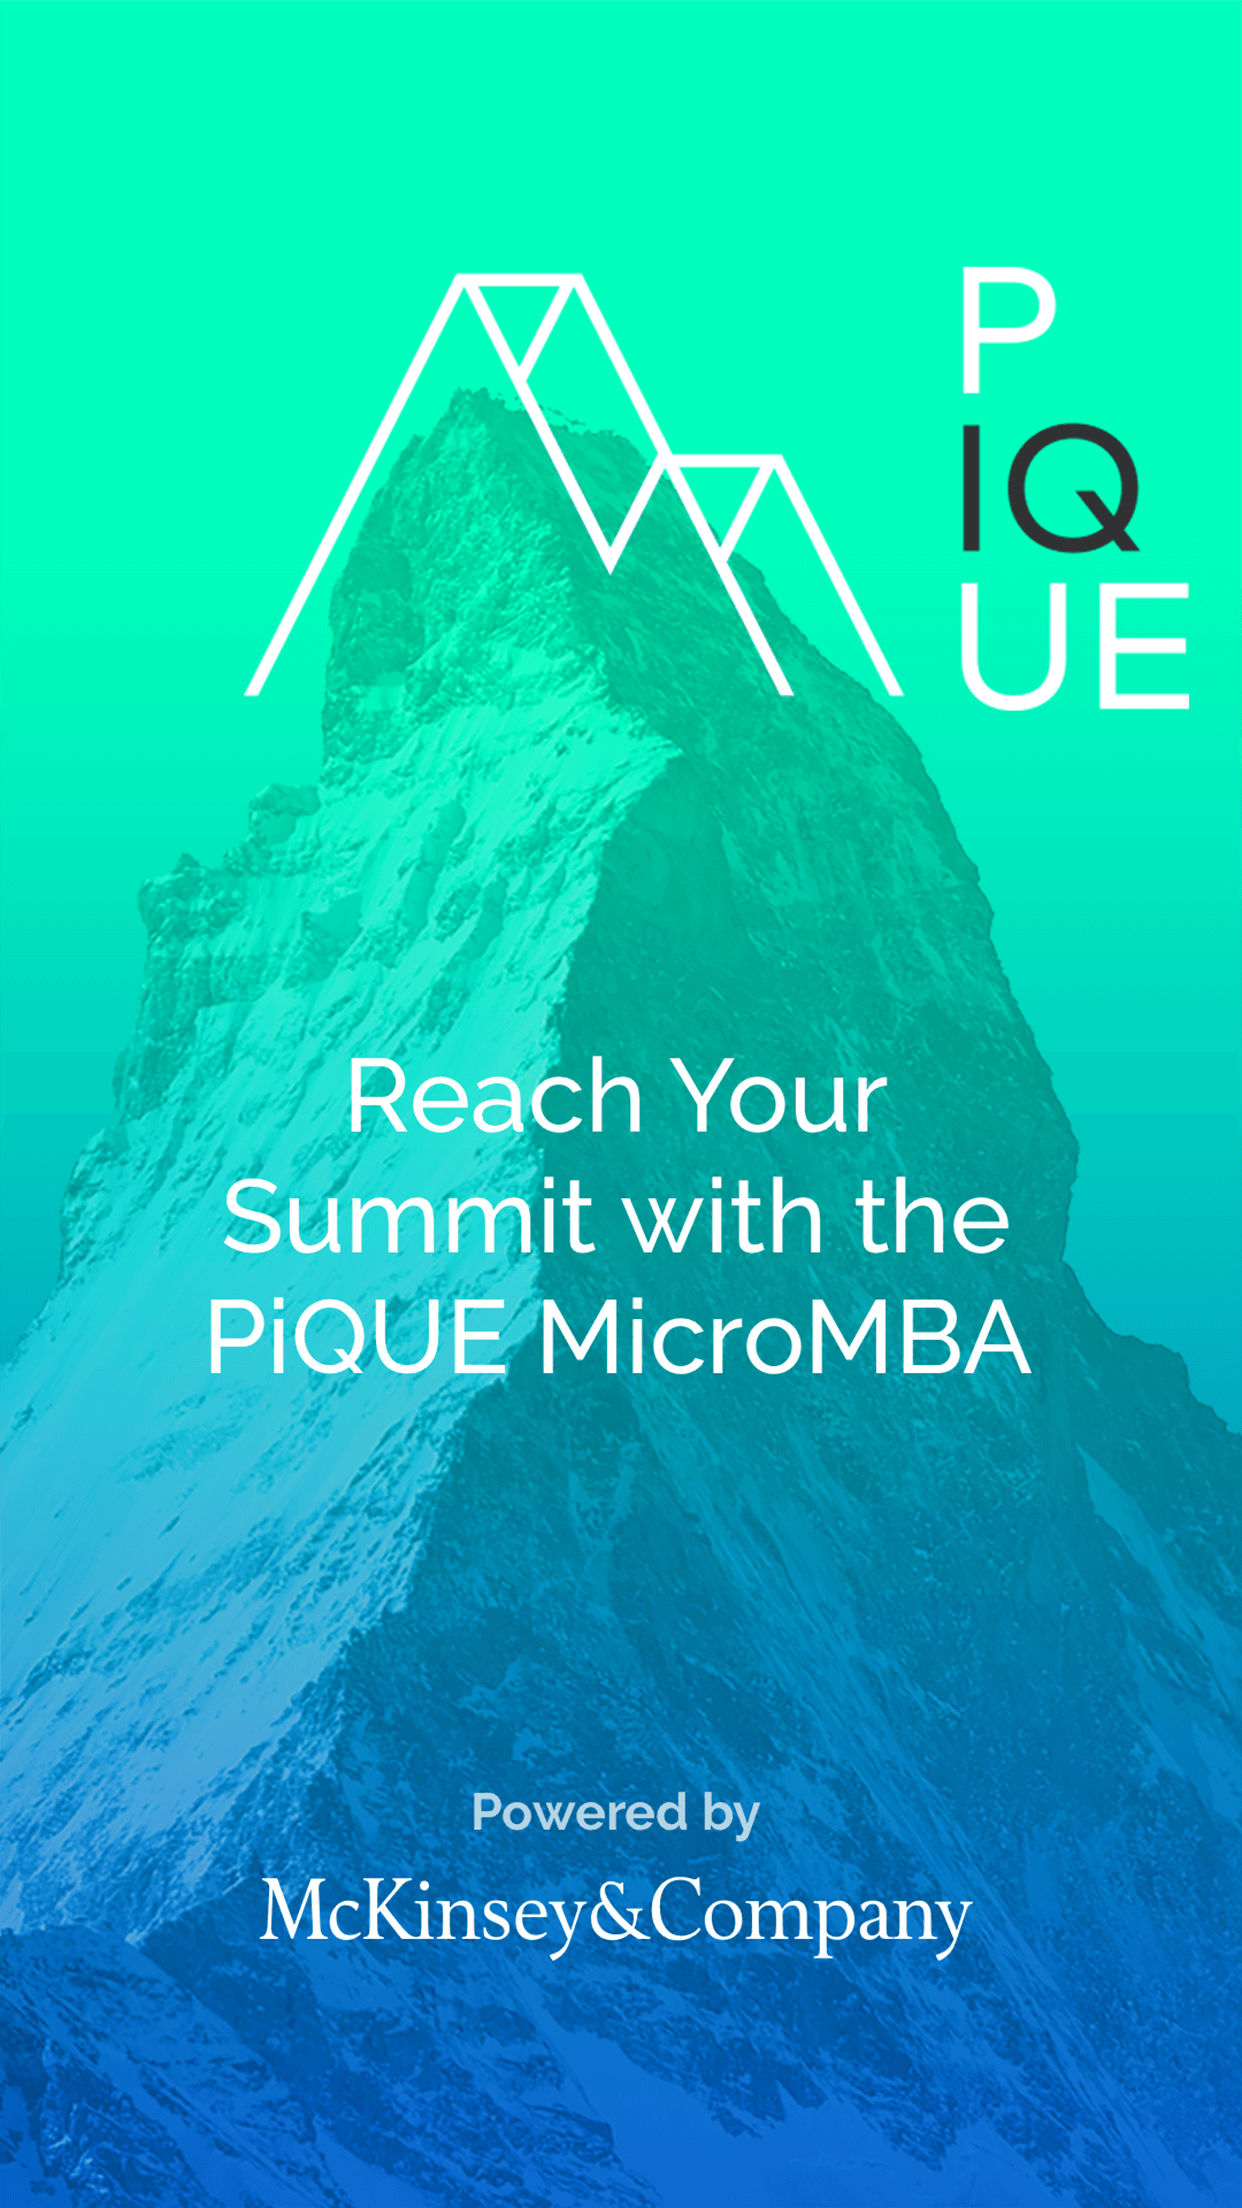 P
IQ
UE
Reach Your
Summit with the
PiQUE MicroMBA
Powered by
McKinsey&Company